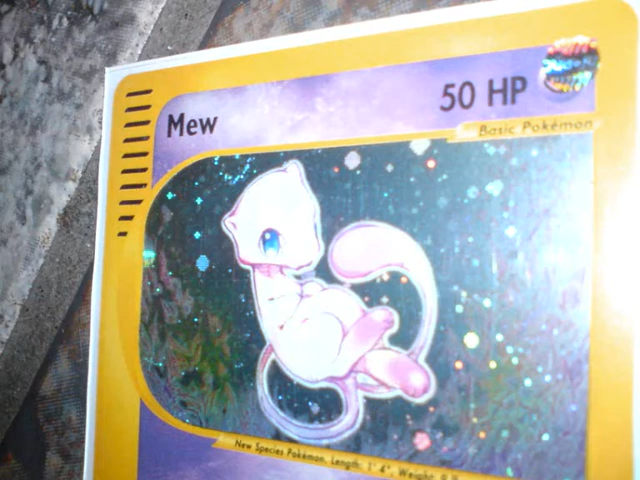 Mew
50 HP
Basic Pokémon
New Species Pokémon. Length: 1' 4", Weight: